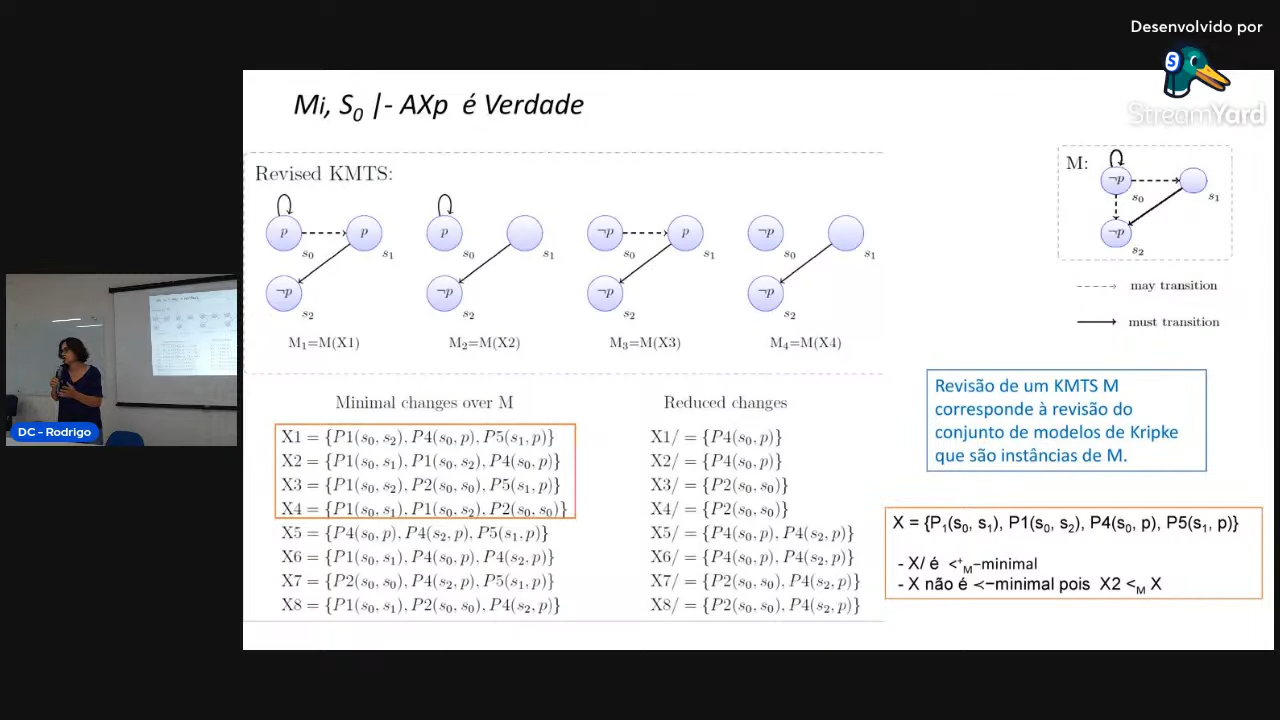 Desenvolvido por
S
StreamYard
Mi, S₀ |- AXp é Verdade
Revised KMTS:
p s₀ p s₁ ¬p s₂
p s₀ s₁ ¬p s₂
¬p s₀ p s₁ ¬p s₂
¬p s₀ s₁ ¬p s₂
M₁=M(X1) M₂=M(X2) M₃=M(X3) M₄=M(X4)
M:
¬p s₀ s₁ ¬p s₂
may transition
must transition
Minimal changes over M
X1 = {P1(s₀, s₂), P4(s₀, p), P5(s₁, p)}
X2 = {P1(s₀, s₁), P1(s₀, s₂), P4(s₀, p)}
X3 = {P1(s₀, s₂), P2(s₀, s₀), P5(s₁, p)}
X4 = {P1(s₀, s₁), P1(s₀, s₂), P2(s₀, s₀)}
X5 = {P4(s₀, p), P4(s₂, p), P5(s₁, p)}
X6 = {P1(s₀, s₁), P4(s₀, p), P4(s₂, p)}
X7 = {P2(s₀, s₀), P4(s₂, p), P5(s₁, p)}
X8 = {P1(s₀, s₁), P2(s₀, s₀), P4(s₂, p)}
Reduced changes
X1/ = {P4(s₀, p)}
X2/ = {P4(s₀, p)}
X3/ = {P2(s₀, s₀)}
X4/ = {P2(s₀, s₀)}
X5/ = {P4(s₀, p), P4(s₂, p)}
X6/ = {P4(s₀, p), P4(s₂, p)}
X7/ = {P2(s₀, s₀), P4(s₂, p)}
X8/ = {P2(s₀, s₀), P4(s₂, p)}
Revisão de um KMTS M
corresponde à revisão do
conjunto de modelos de Kripke
que são instâncias de M.
X = {P₁(s₀, s₁), P1(s₀, s₂), P4(s₀, p), P5(s₁, p)}
- X/ é <⁺M−minimal
- X não é ≺−minimal pois X2 <M X
DC - Rodrigo